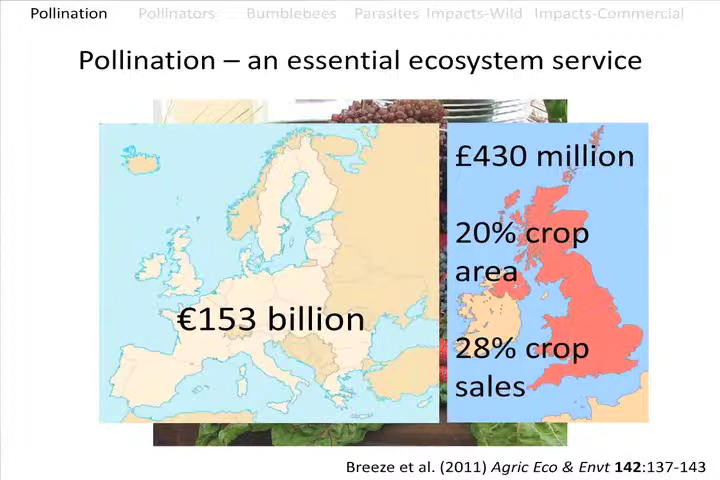 Pollination Pollinators Bumblebees Parasites Impacts-Wild Impacts-Commercial
Pollination – an essential ecosystem service
€153 billion
£430 million
20% crop
area
28% crop
sales
Breeze et al. (2011) Agric Eco & Envt 142:137-143